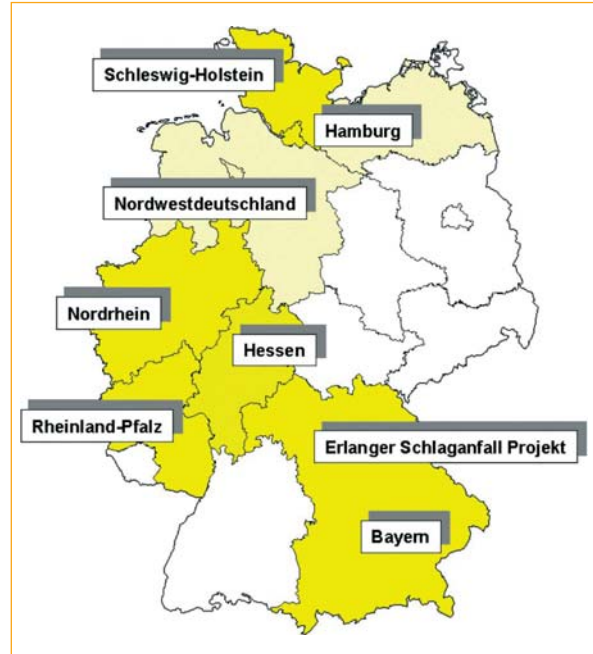 Schleswig-Holstein
Hamburg
Nordwestdeutschland
Nordrhein
Hessen
Rheinland-Pfalz
Erlanger Schlaganfall Projekt
Bayern